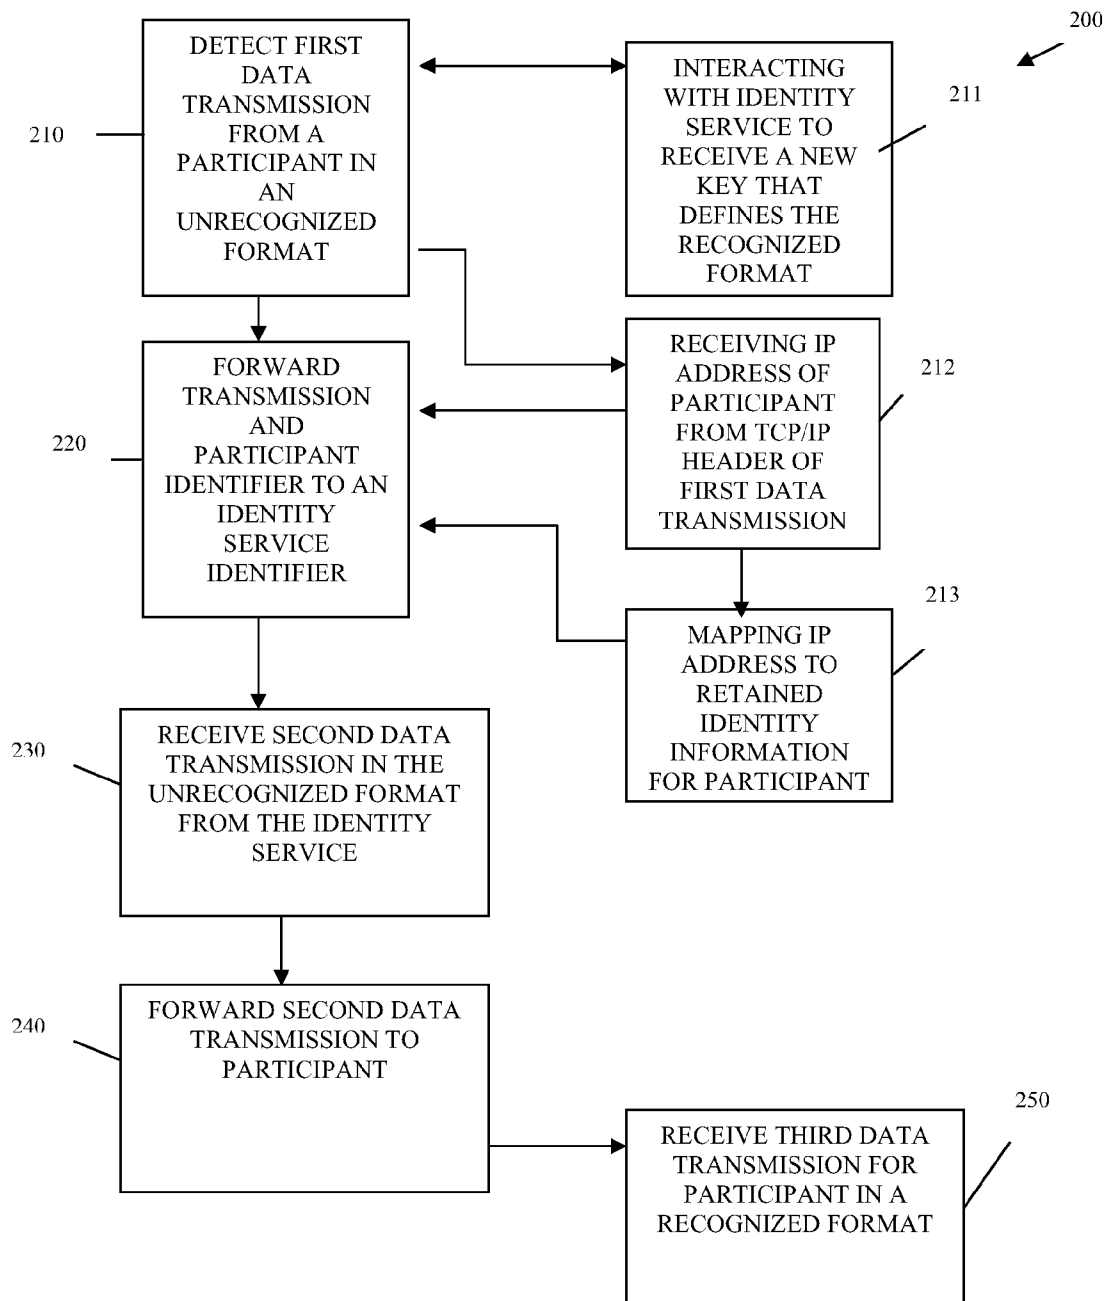 200
DETECT FIRST
DATA
TRANSMISSION
FROM A
PARTICIPANT IN
AN
UNRECOGNIZED
FORMAT
210
INTERACTING
WITH IDENTITY
SERVICE TO
RECEIVE A NEW
KEY THAT
DEFINES THE
RECOGNIZED
FORMAT
211
FORWARD
TRANSMISSION
AND
PARTICIPANT
IDENTIFIER TO AN
IDENTITY
SERVICE
IDENTIFIER
220
RECEIVING IP
ADDRESS OF
PARTICIPANT
FROM TCP/IP
HEADER OF
FIRST DATA
TRANSMISSION
212
MAPPING IP
ADDRESS TO
RETAINED
IDENTITY
INFORMATION
FOR PARTICIPANT
213
RECEIVE SECOND DATA
TRANSMISSION IN THE
UNRECOGNIZED FORMAT
FROM THE IDENTITY
SERVICE
230
FORWARD SECOND DATA
TRANSMISSION TO
PARTICIPANT
240
RECEIVE THIRD DATA
TRANSMISSION FOR
PARTICIPANT IN A
RECOGNIZED FORMAT
250